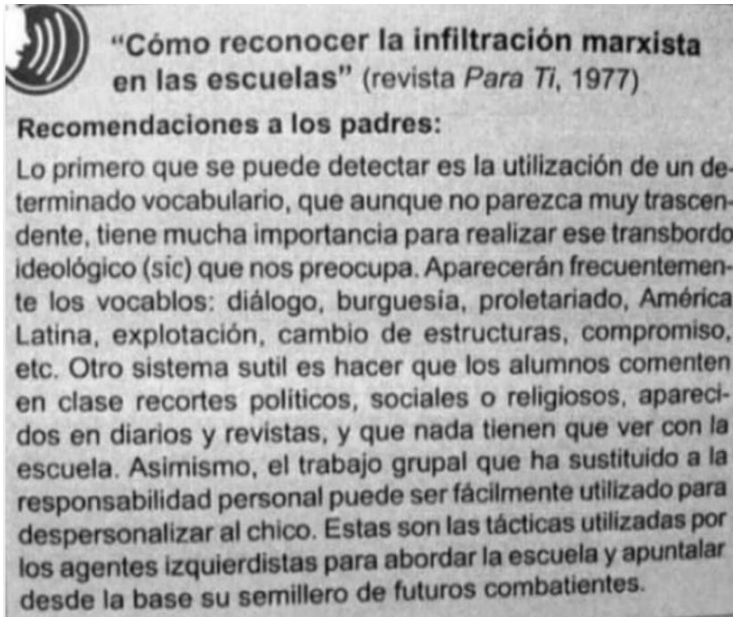 “Cómo reconocer la infiltración marxista
en las escuelas” (revista Para Ti, 1977)
Recomendaciones a los padres:
Lo primero que se puede detectar es la utilización de un de-
terminado vocabulario, que aunque no parezca muy trascen-
dente, tiene mucha importancia para realizar ese transbordo
ideológico (sic) que nos preocupa. Aparecerán frecuentemen-
te los vocablos: diálogo, burguesía, proletariado, América
Latina, explotación, cambio de estructuras, compromiso,
etc. Otro sistema sutil es hacer que los alumnos comenten
en clase recortes políticos, sociales o religiosos, apareci-
dos en diarios y revistas, y que nada tienen que ver con la
escuela. Asimismo, el trabajo grupal que ha sustituido a la
responsabilidad personal puede ser fácilmente utilizado para
despersonalizar al chico. Estas son las tácticas utilizadas por
los agentes izquierdistas para abordar la escuela y apuntalar
desde la base su semillero de futuros combatientes.